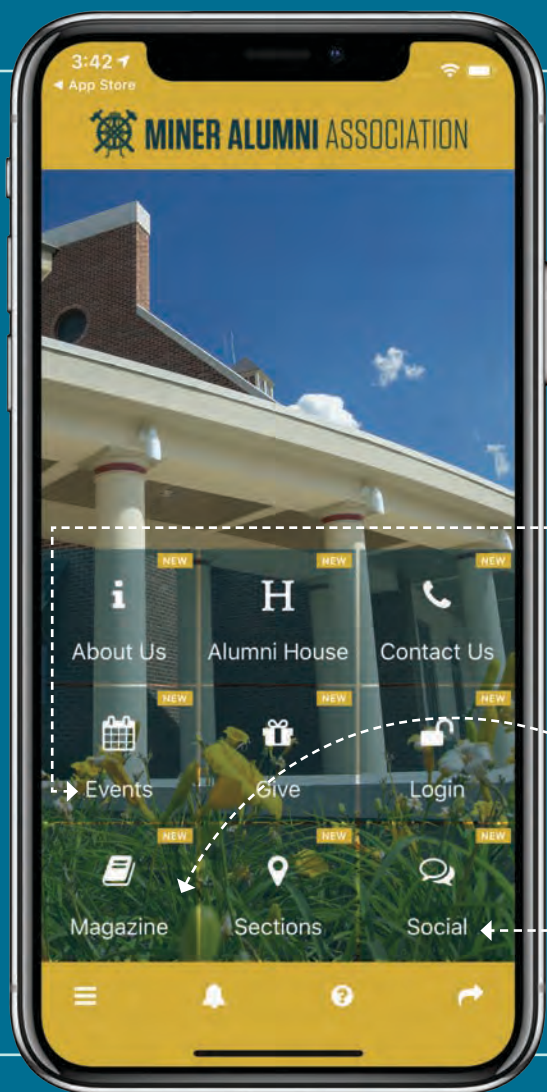 3:42
App Store
MINER ALUMNI ASSOCIATION
NEW NEW NEW
H
About Us Alumni House Contact Us
NEW NEW NEW
Events Give Login
NEW NEW NEW
Magazine Sections Social
?